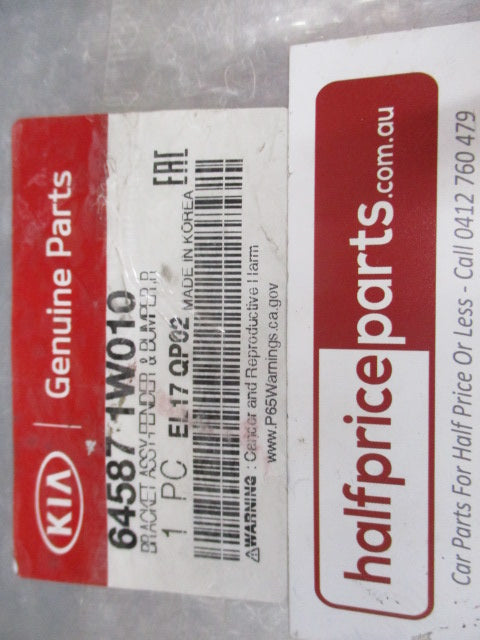 KIA | Genuine Parts
64587 1W010
BRACKET ASSY-FENDER & BUMPER,R
1 PC EL17 QP02 MADE IN KOREA EAC
⚠WARNING : Cancer and Reproductive Harm
www.P65Warnings.ca.gov
halfpriceparts.com.au
Car Parts For Half Price Or Less - Call 0412 760 479